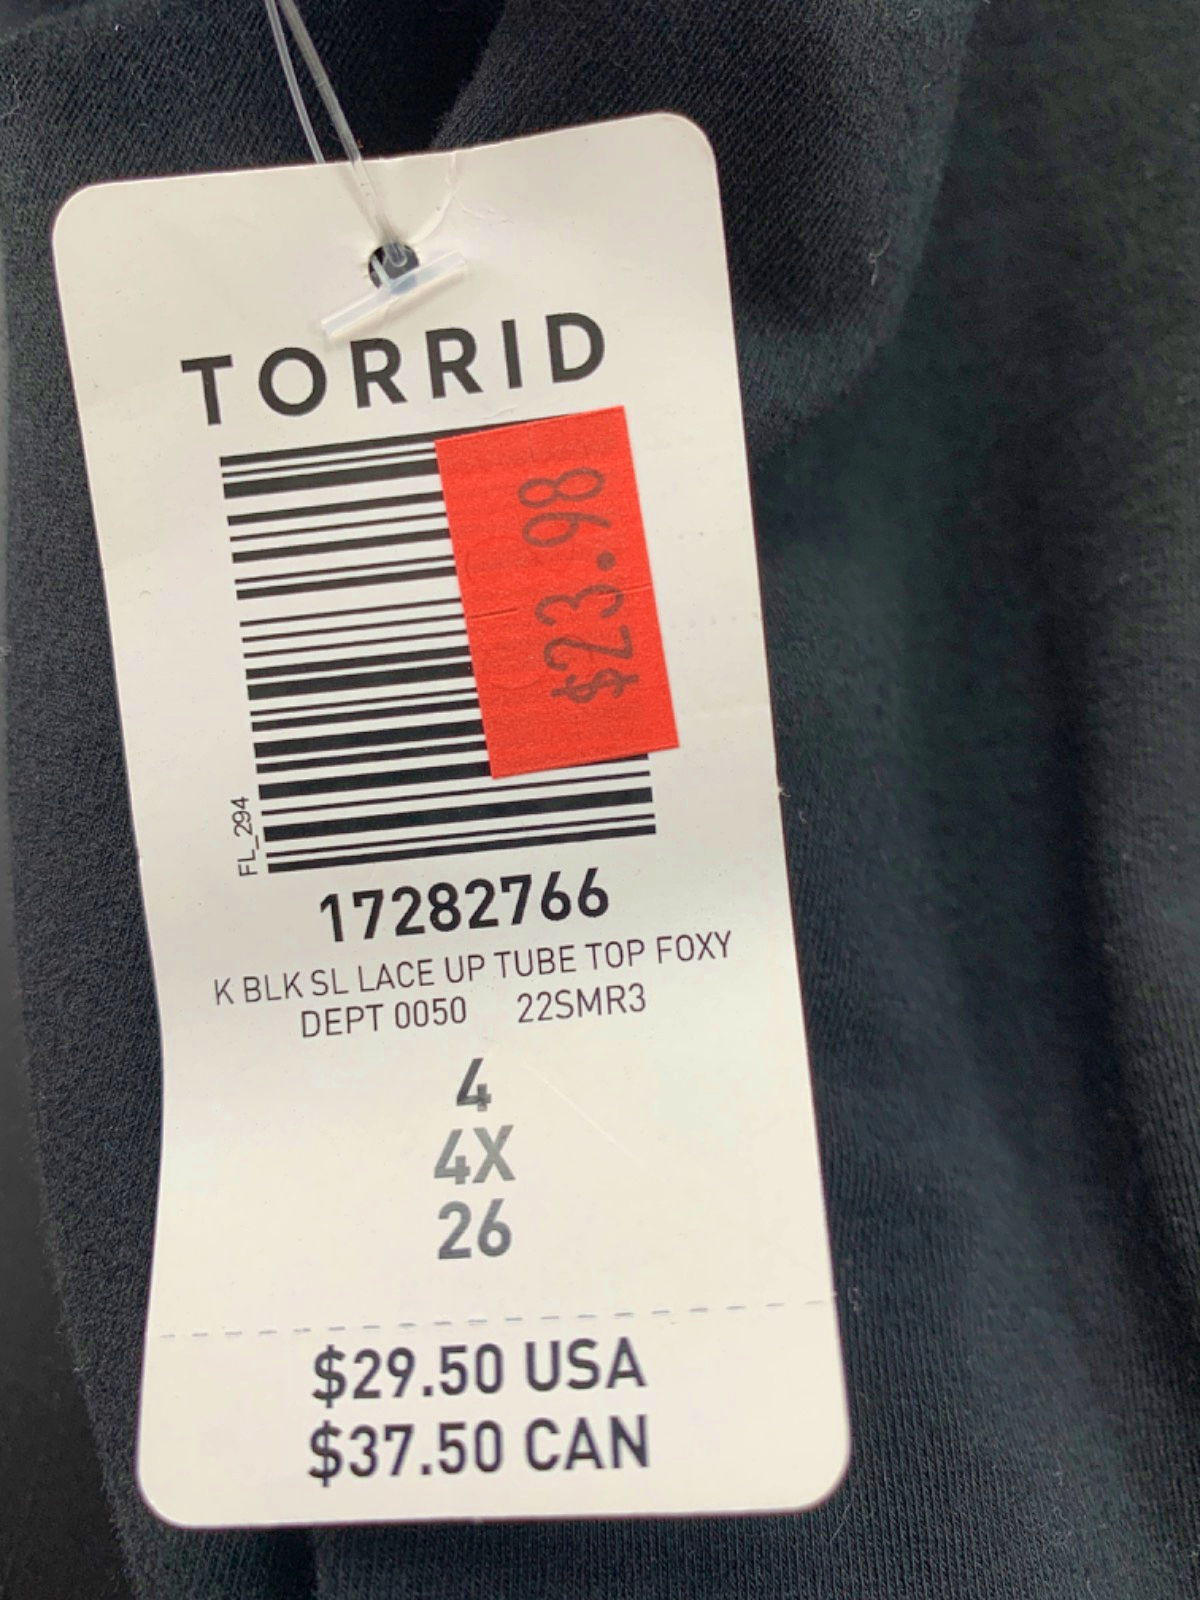 TORRID
$23.98
FL_294
17282766
K BLK SL LACE UP TUBE TOP FOXY
DEPT 0050 22SMR3
4
4X
26
$29.50 USA
$37.50 CAN